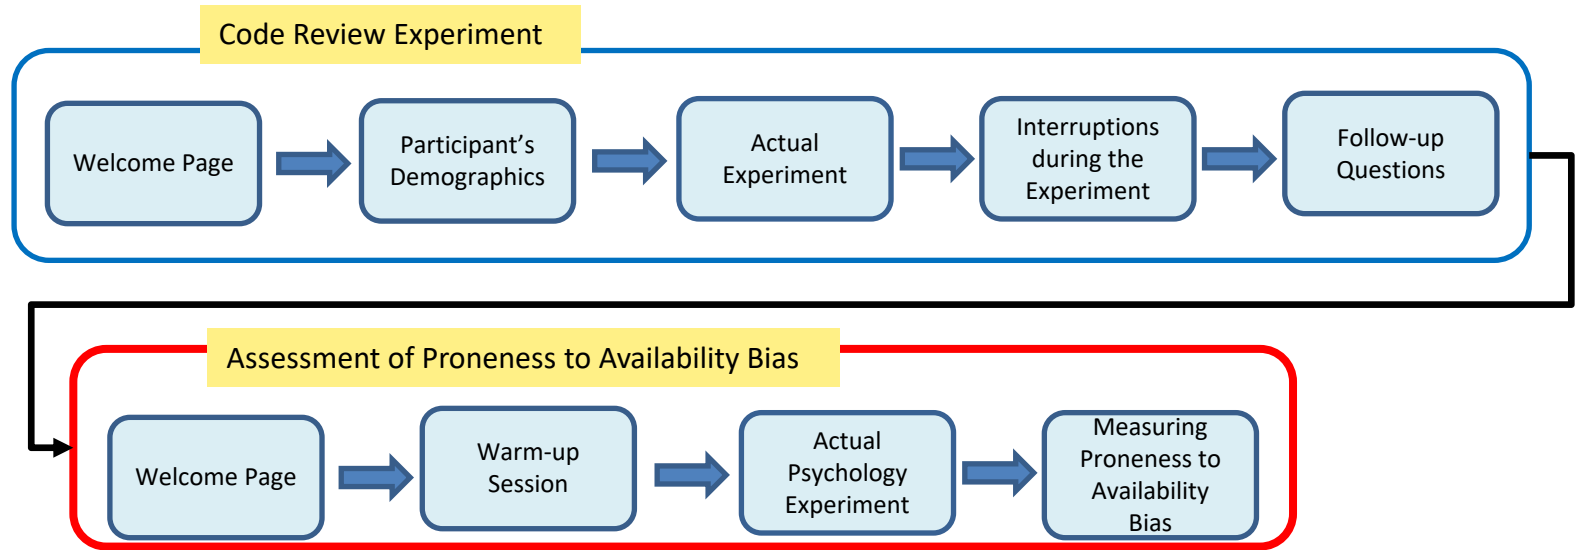 Code Review Experiment
Welcome Page
Participant’s
Demographics
Actual
Experiment
Interruptions
during the
Experiment
Follow-up
Questions
Assessment of Proneness to Availability Bias
Welcome Page
Warm-up
Session
Actual
Psychology
Experiment
Measuring
Proneness to
Availability
Bias